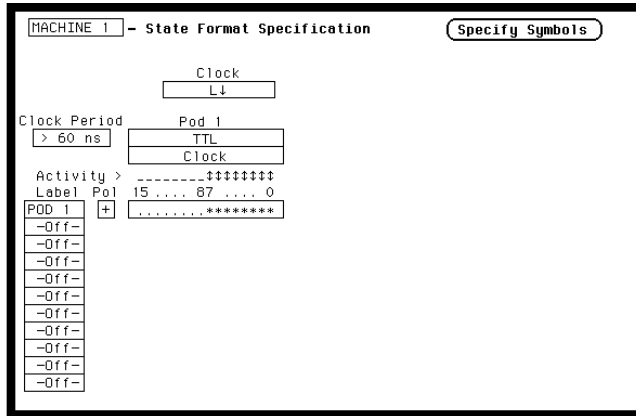 MACHINE 1 – State Format Specification Specify Symbols
Clock
L↓
Clock Period Pod 1
> 60 ns TTL
Clock
Activity > ________↕↕↕↕↕↕↕↕
Label Pol 15 .... 87 .... 0
POD 1 + ........********
-Off-
-Off-
-Off-
-Off-
-Off-
-Off-
-Off-
-Off-
-Off-
-Off-